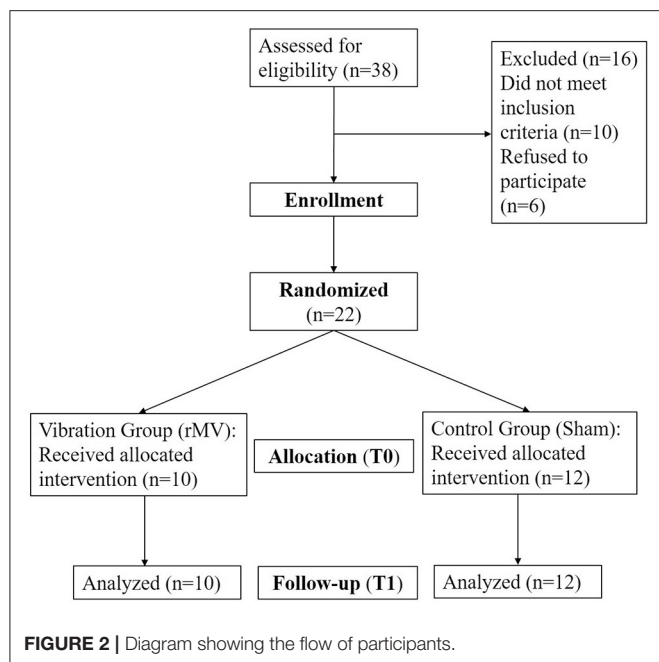 Assessed for
eligibility (n=38)
Excluded (n=16)
Did not meet
inclusion
criteria (n=10)
Refused to
participate
(n=6)
Enrollment
Randomized
(n=22)
Vibration Group (rMV):
Received allocated
intervention (n=10)
Allocation (T0)
Control Group (Sham):
Received allocated
intervention (n=12)
Analyzed (n=10)
Follow-up (T1)
Analyzed (n=12)
FIGURE 2 | Diagram showing the flow of participants.